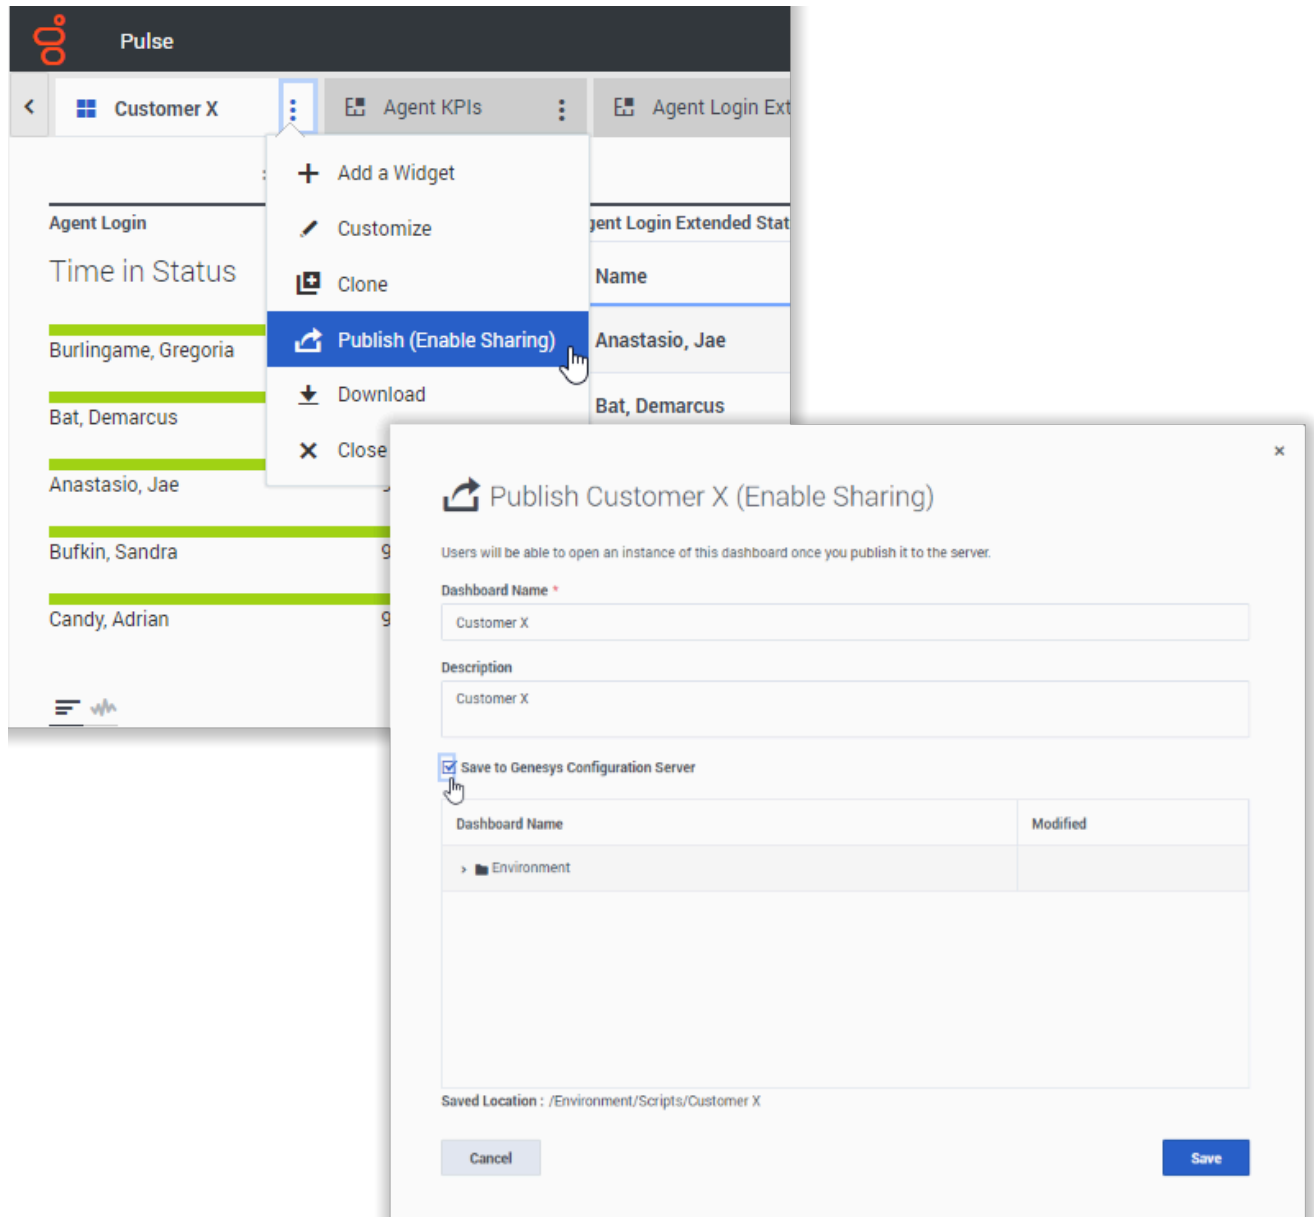 Pulse
Customer X
Agent KPIs
Agent Login Ext
Add a Widget
Agent Login
Customize
gent Login Extended Stat
Time in Status
Clone
Name
Publish (Enable Sharing)
Burlingame, Gregoria
Anastasio, Jae
Download
Bat, Demarcus
Bat, Demarcus
Close
Anastasio, Jae
Bufkin, Sandra
9
Candy, Adrian
9
Publish Customer X (Enable Sharing)
Users will be able to open an instance of this dashboard once you publish it to the server.
Dashboard Name *
Customer X
Description
Customer X
Save to Genesys Configuration Server
Dashboard Name
Modified
Environment
Saved Location : /Environment/Scripts/Customer X
Cancel
Save